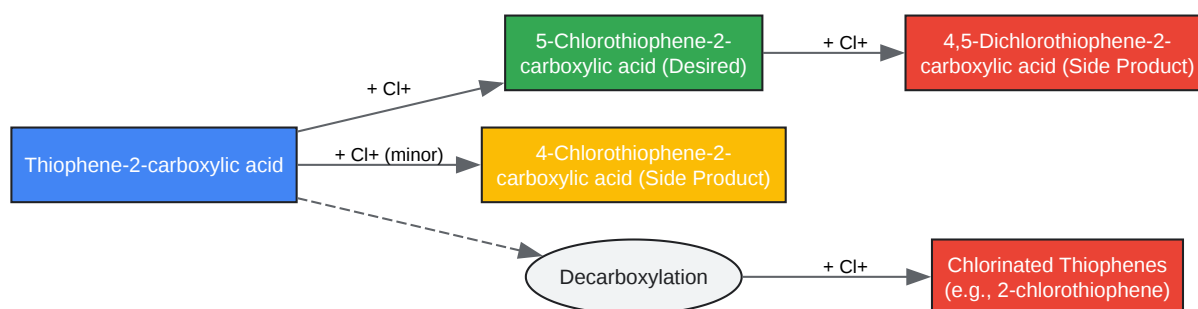 5-Chlorothiophene-2-
carboxylic acid (Desired)
+ Cl+
4,5-Dichlorothiophene-2-
carboxylic acid (Side Product)
+ Cl+
Thiophene-2-carboxylic acid
+ Cl+ (minor)
4-Chlorothiophene-2-
carboxylic acid (Side Product)
Decarboxylation
+ Cl+
Chlorinated Thiophenes
(e.g., 2-chlorothiophene)